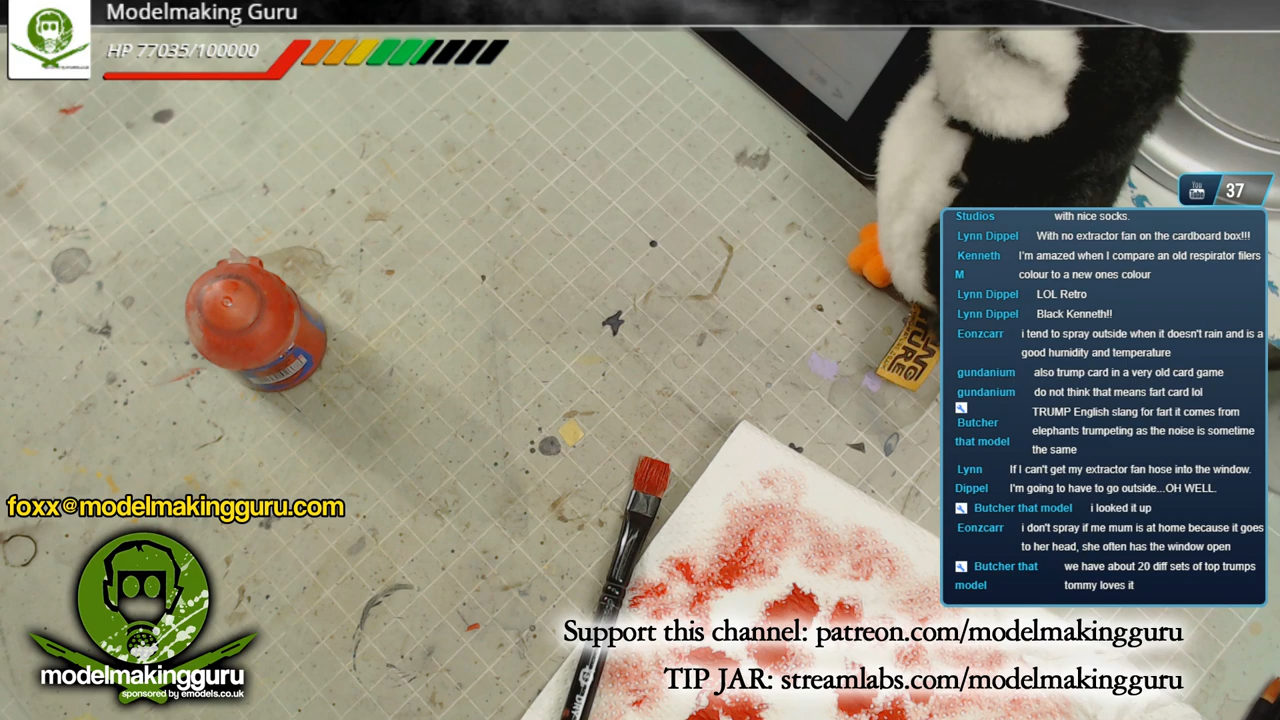 Modelmaking Guru
HP 77035/100000
You
Tube
37
Studios with nice socks.
Lynn Dippel With no extractor fan on the cardboard box!!!
Kenneth I'm amazed when I compare an old respirator filers
M colour to a new ones colour
Lynn Dippel LOL Retro
Lynn Dippel Black Kenneth!!
Eonzcarr i tend to spray outside when it doesn't rain and is a
good humidity and temperature
gundanium also trump card in a very old card game
gundanium do not think that means fart card lol
TRUMP English slang for fart it comes from
Butcher elephants trumpeting as the noise is sometime
that model the same
Lynn If I can't get my extractor fan hose into the window.
Dippel I'm going to have to go outside...OH WELL.
Butcher that model i looked it up
Eonzcarr i don't spray if me mum is at home because it goes
to her head, she often has the window open
Butcher that we have about 20 diff sets of top trumps
model tommy loves it
foxx@modelmakingguru.com
modelmakingguru
sponsored by emodels.co.uk
Support this channel: patreon.com/modelmakingguru
TIP JAR: streamlabs.com/modelmakingguru